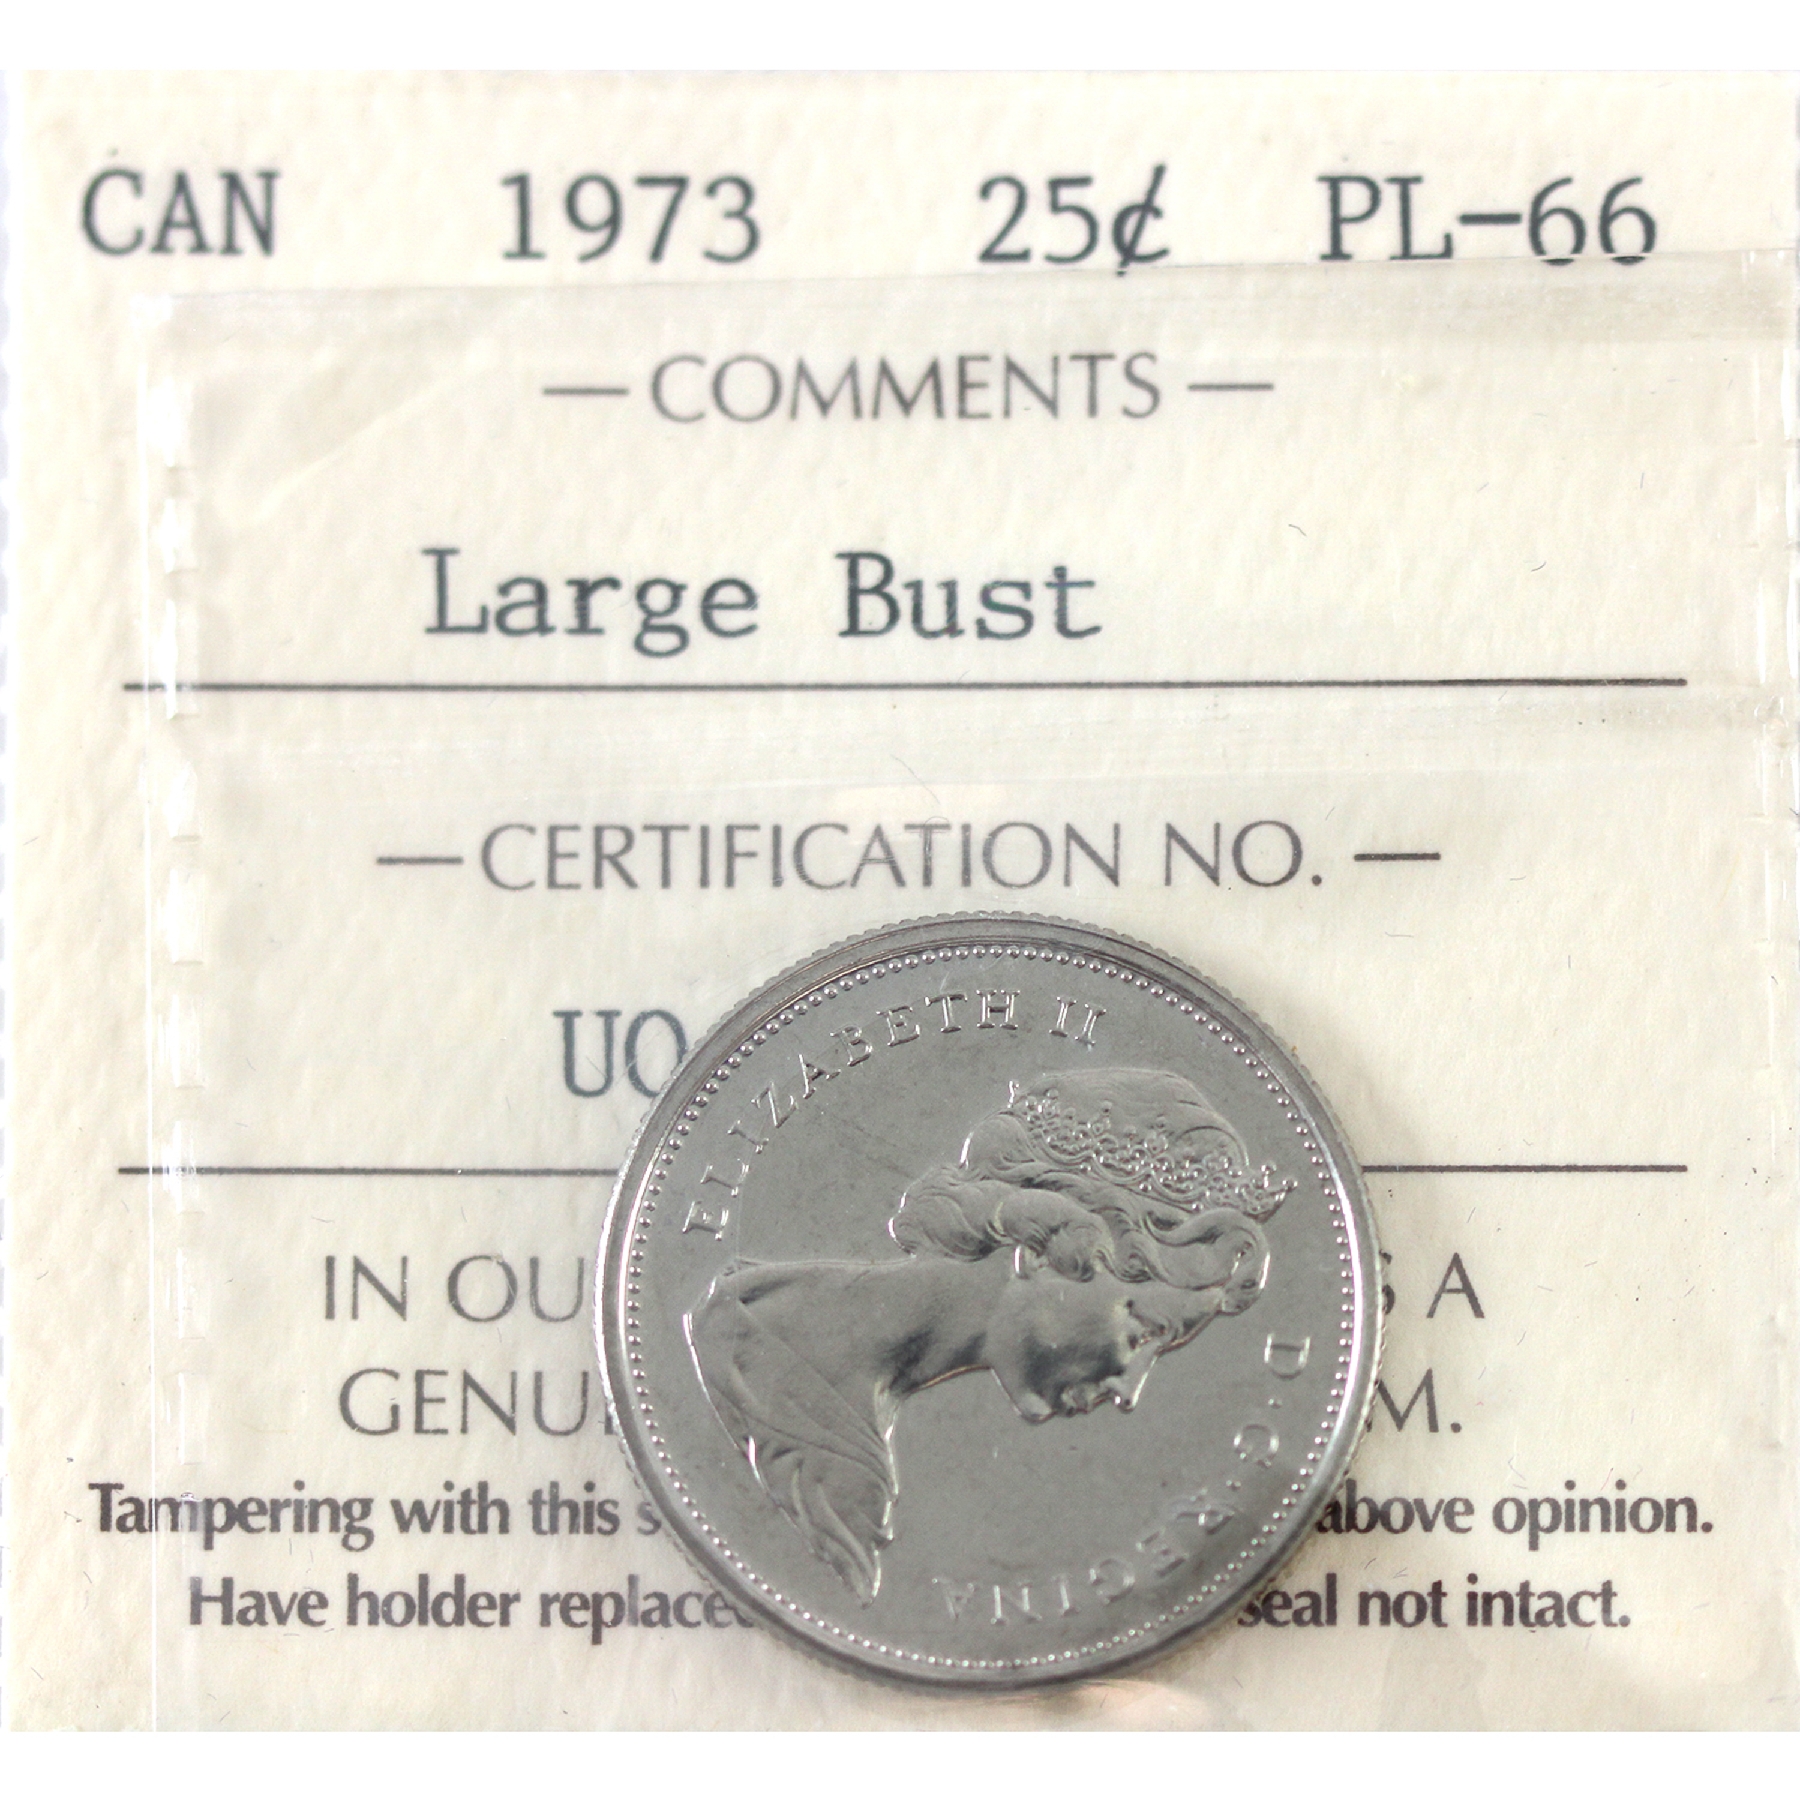 CAN 1973 25¢ PL-66
— COMMENTS —
Large Bust
— CERTIFICATION NO. —
UO
IN OU A
GENU M.
Tampering with this s above opinion.
Have holder replace seal not intact.
ELIZABETH II D·G·REGINA